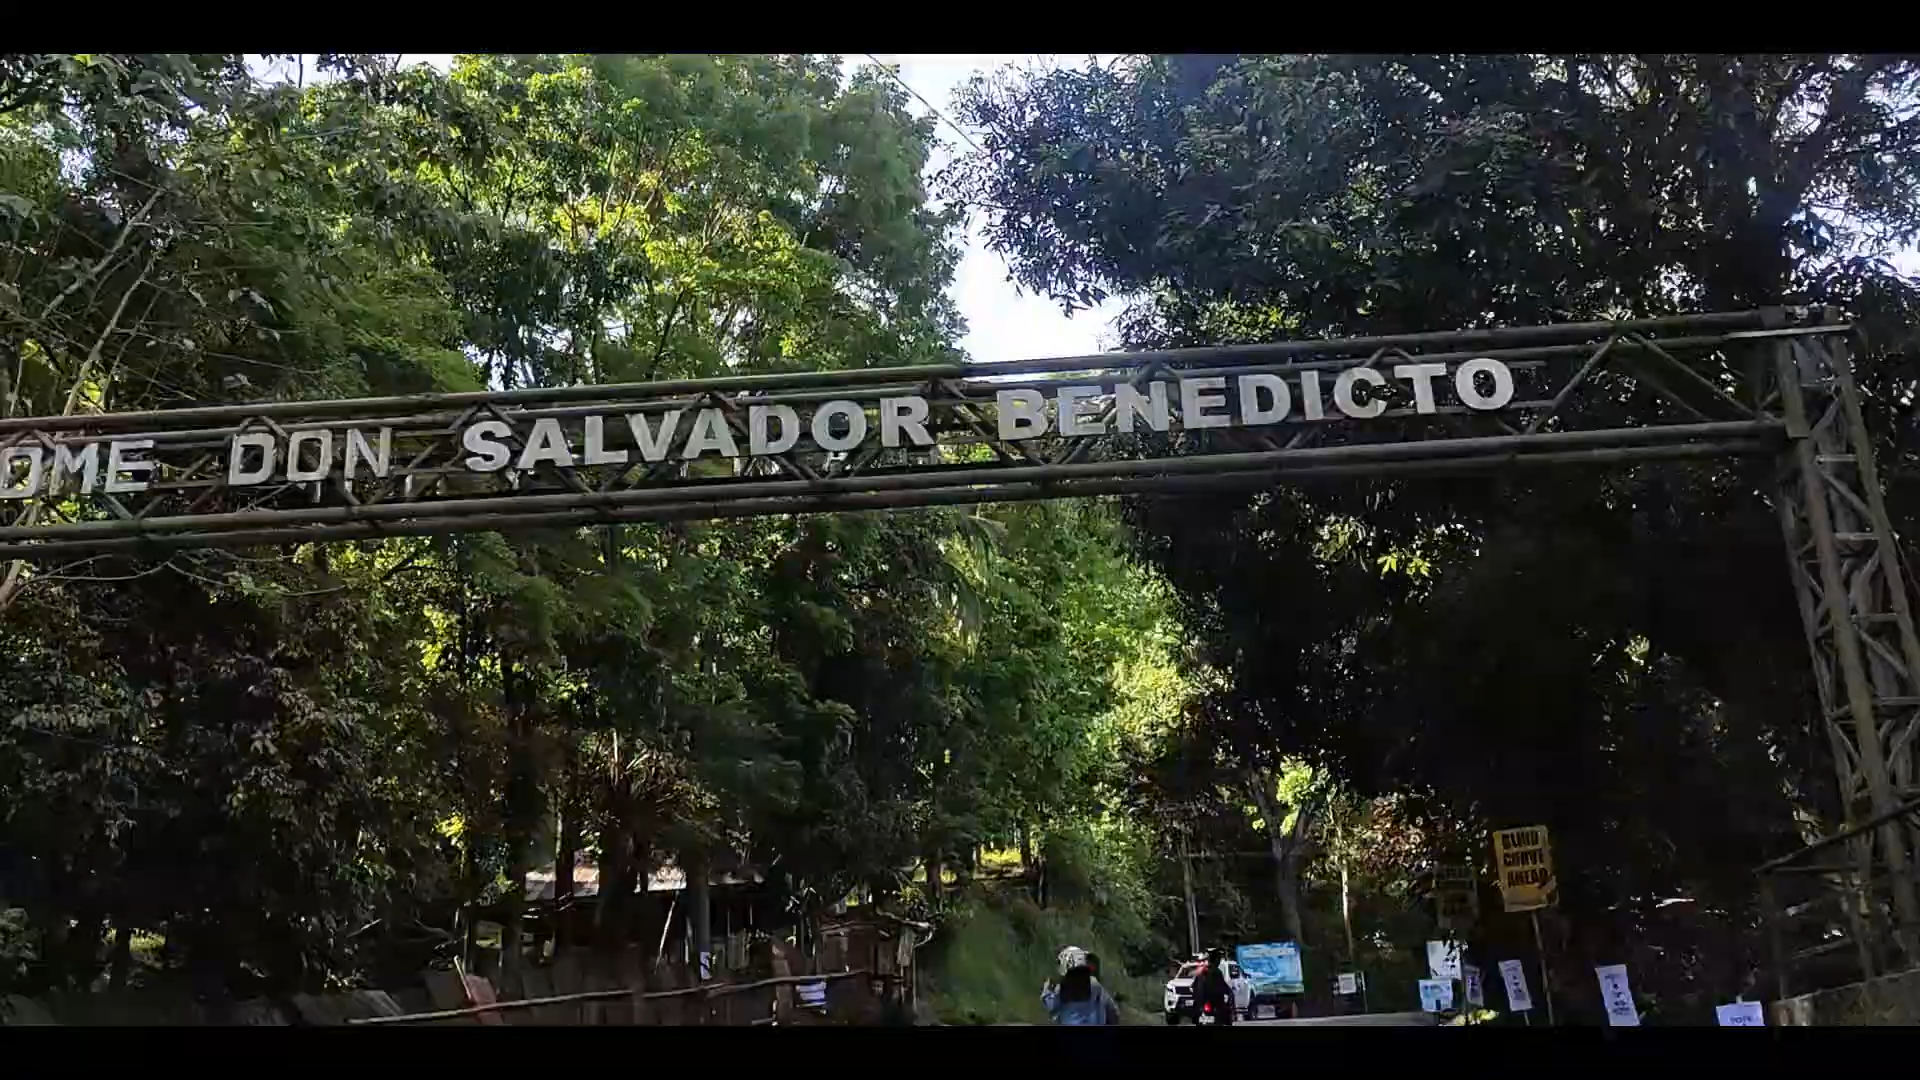 OME DON SALVADOR BENEDICTO
BLIND
CURVE
AHEAD